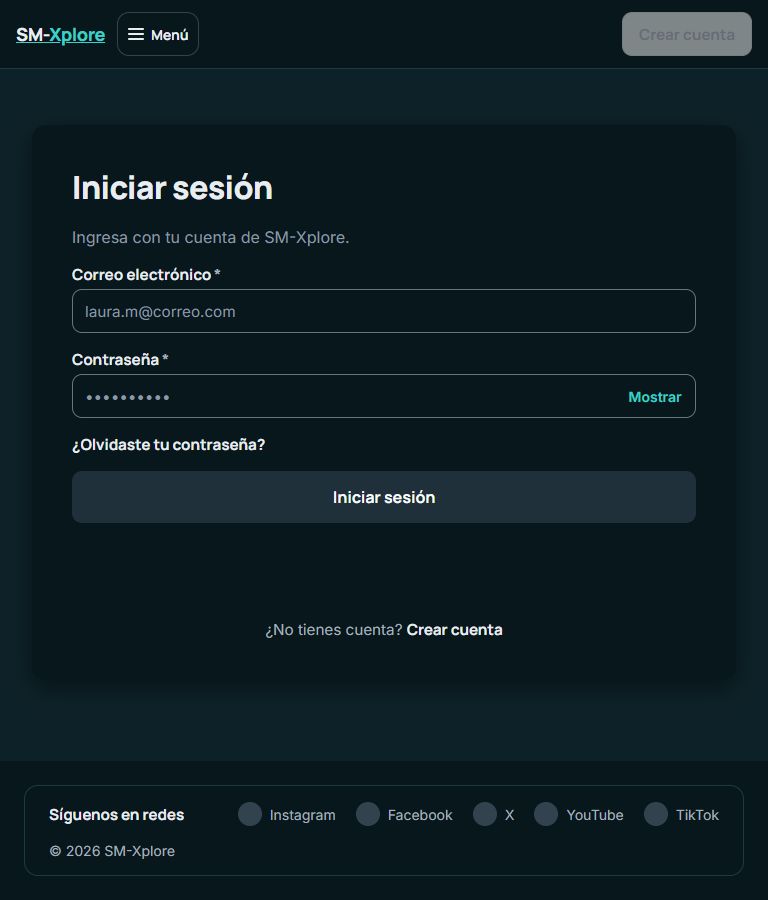 SM-Xplore
Menú
Crear cuenta
Iniciar sesión
Ingresa con tu cuenta de SM-Xplore.
Correo electrónico *
laura.m@correo.com
Contraseña *
••••••••••
Mostrar
¿Olvidaste tu contraseña?
Iniciar sesión
¿No tienes cuenta? Crear cuenta
Síguenos en redes
Instagram
Facebook
X
YouTube
TikTok
© 2026 SM-Xplore